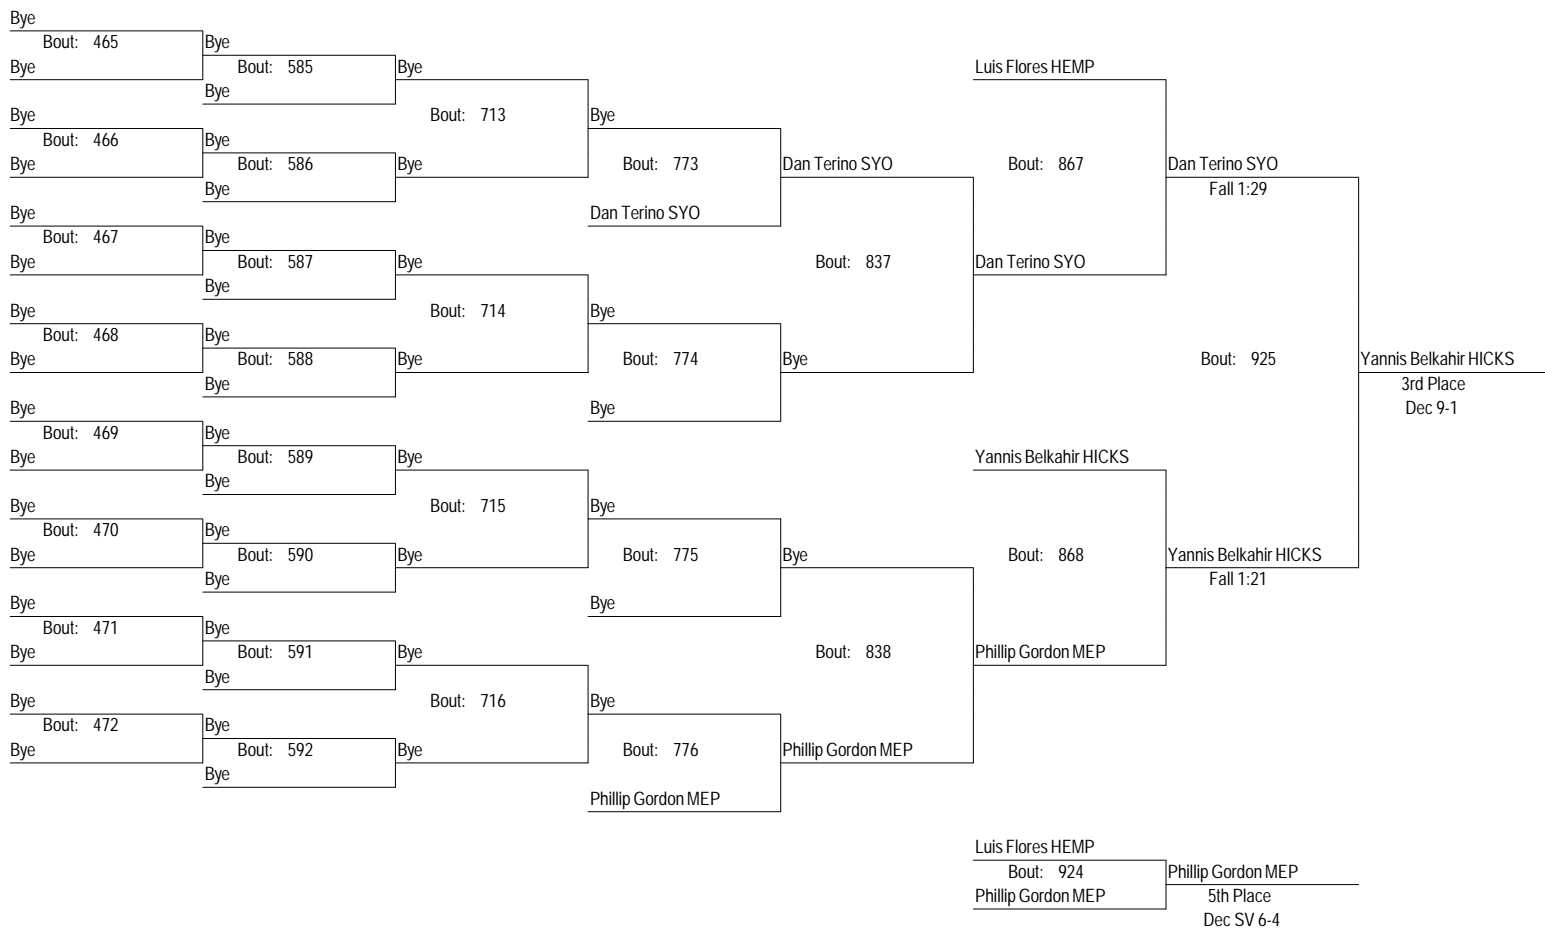 Bye
Bout: 465
Bye
Bye
Bout: 585
Bye
Bye
Bout: 466
Bye
Bye
Bout: 586
Bye
Bye
Bout: 713
Bye
Bye
Bout: 467
Bye
Bye
Bout: 587
Bye
Bye
Bout: 468
Bye
Bye
Bout: 588
Bye
Bye
Bout: 714
Bye
Bye
Bout: 469
Bye
Bye
Bout: 589
Bye
Bye
Bout: 470
Bye
Bye
Bout: 590
Bye
Bye
Bout: 715
Bye
Bye
Bout: 471
Bye
Bye
Bout: 591
Bye
Bye
Bout: 472
Bye
Bye
Bout: 592
Bye
Bye
Bout: 716
Bye
Bye
Bout: 773
Dan Terino SYO
Bye
Bout: 774
Bye
Bye
Bout: 775
Bye
Bye
Bout: 776
Phillip Gordon MEP
Dan Terino SYO
Bout: 837
Bye
Bye
Bout: 838
Phillip Gordon MEP
Luis Flores HEMP
Bout: 867
Dan Terino SYO
Yannis Belkahir HICKS
Bout: 868
Phillip Gordon MEP
Dan Terino SYO
Fall 1:29
Bout: 925
Yannis Belkahir HICKS
Fall 1:21
Yannis Belkahir HICKS
3rd Place
Dec 9-1
Luis Flores HEMP
Bout: 924
Phillip Gordon MEP
Phillip Gordon MEP
5th Place
Dec SV 6-4